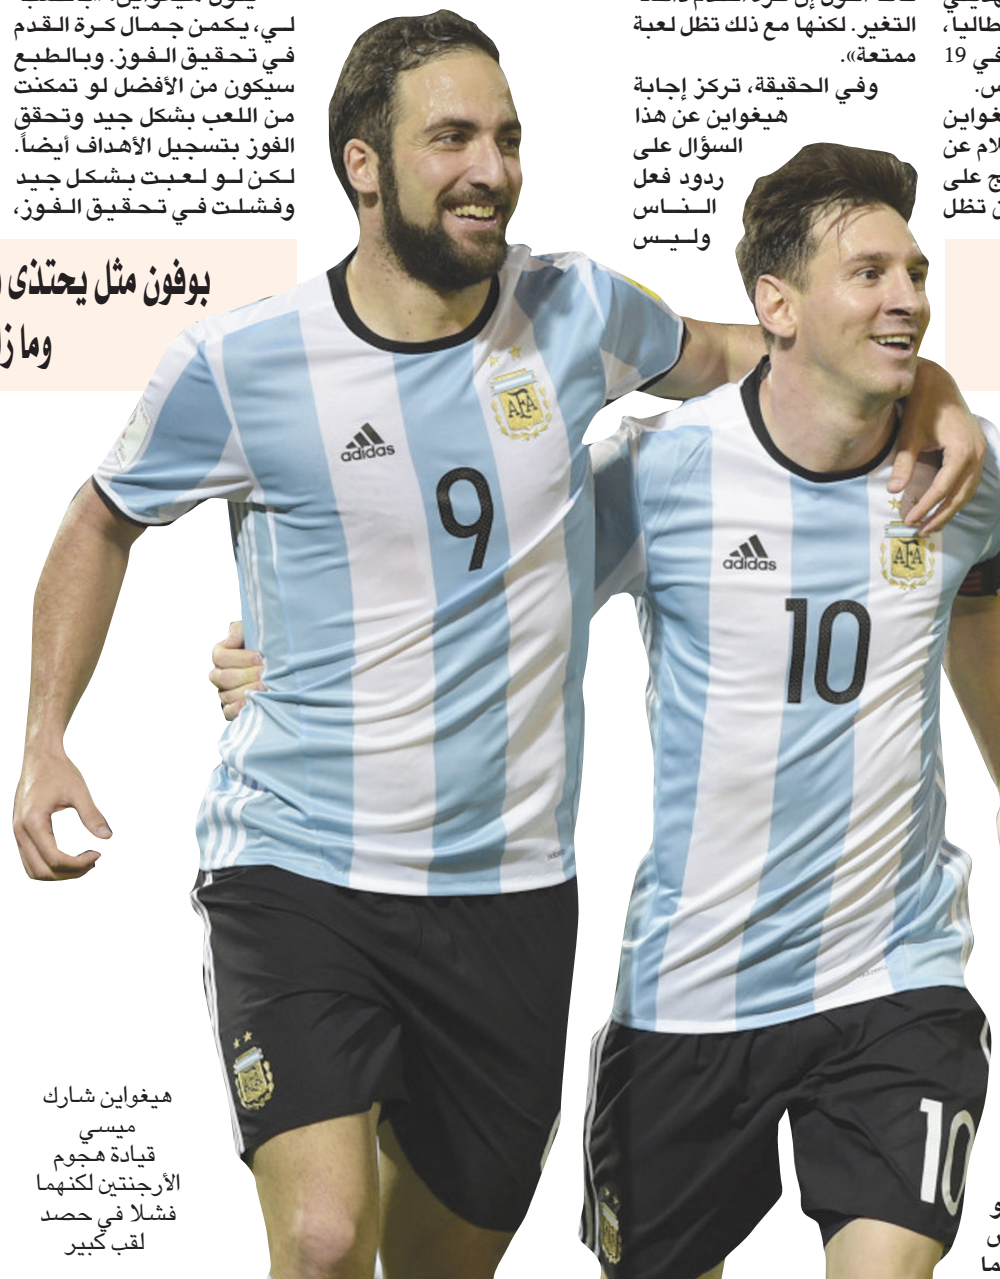 طاليا،
في 19
غواين
لام عن
ج على
ن تظل
التغير. لكنها مع ذلك تظل لعبة
ممتعة».
وفي الحقيقة، تركز إجابة
هيغواين عن هذا
السؤال على
ردود فعل
الناس
وليس
لي، يكمن جمال كرة القدم
في تحقيق الفوز. وبالطبع
سيكون من الأفضل لو تمكنت
من اللعب بشكل جيد وتحقق
الفوز بتسجيل الأهداف أيضاً.
لكن لو لعبت بشكل جيد
وفشلت في تحقيق الفوز،
بوفون مثل يحتذى
وما
adidas
AFA
9
adidas
AFA
10
AFA
10
هيغواين شارك
ميسي
قيادة هجوم
الأرجنتين لكنهما
فشلا في حصد
لقب كبير